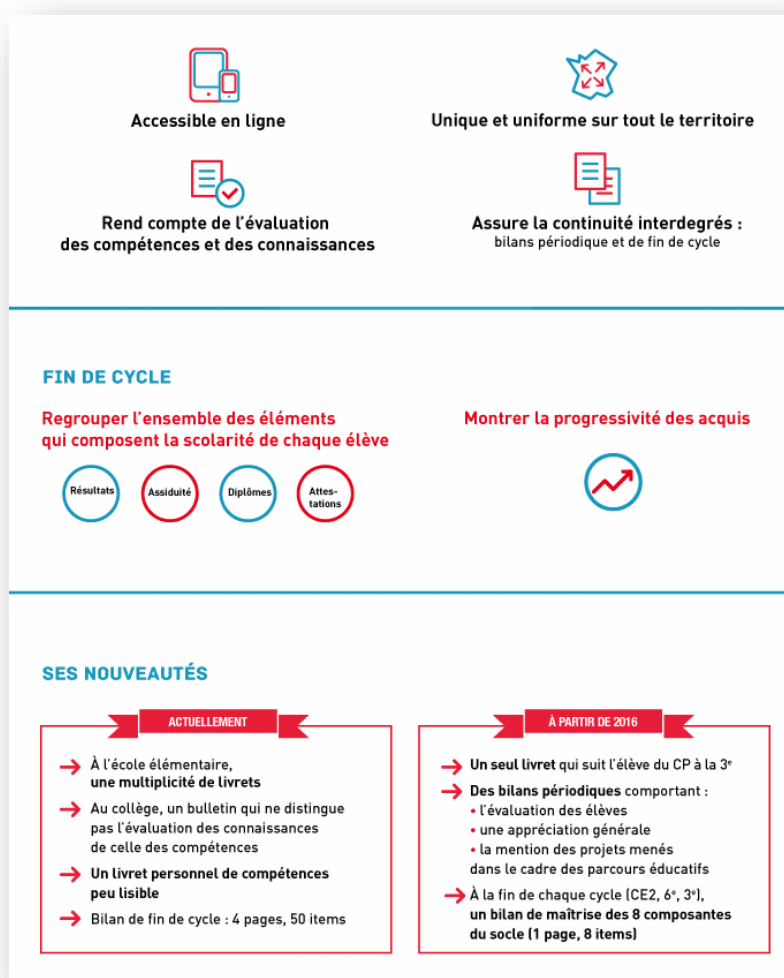 Accessible en ligne
Unique et uniforme sur tout le territoire
Rend compte de l'évaluation
des compétences et des connaissances
Assure la continuité interdegrés :
bilans périodique et de fin de cycle
FIN DE CYCLE
Regrouper l'ensemble des éléments
qui composent la scolarité de chaque élève
Résultats
Assiduité
Diplômes
Attes-
tations
Montrer la progressivité des acquis
SES NOUVEAUTÉS
ACTUELLEMENT
À l'école élémentaire,
une multiplicité de livrets
Au collège, un bulletin qui ne distingue
pas l'évaluation des connaissances
de celle des compétences
Un livret personnel de compétences
peu lisible
Bilan de fin de cycle : 4 pages, 50 items
À PARTIR DE 2016
Un seul livret qui suit l'élève du CP à la 3e
Des bilans périodiques comportant :
• l'évaluation des élèves
• une appréciation générale
• la mention des projets menés
dans le cadre des parcours éducatifs
À la fin de chaque cycle (CE2, 6e, 3e),
un bilan de maîtrise des 8 composantes
du socle (1 page, 8 items)